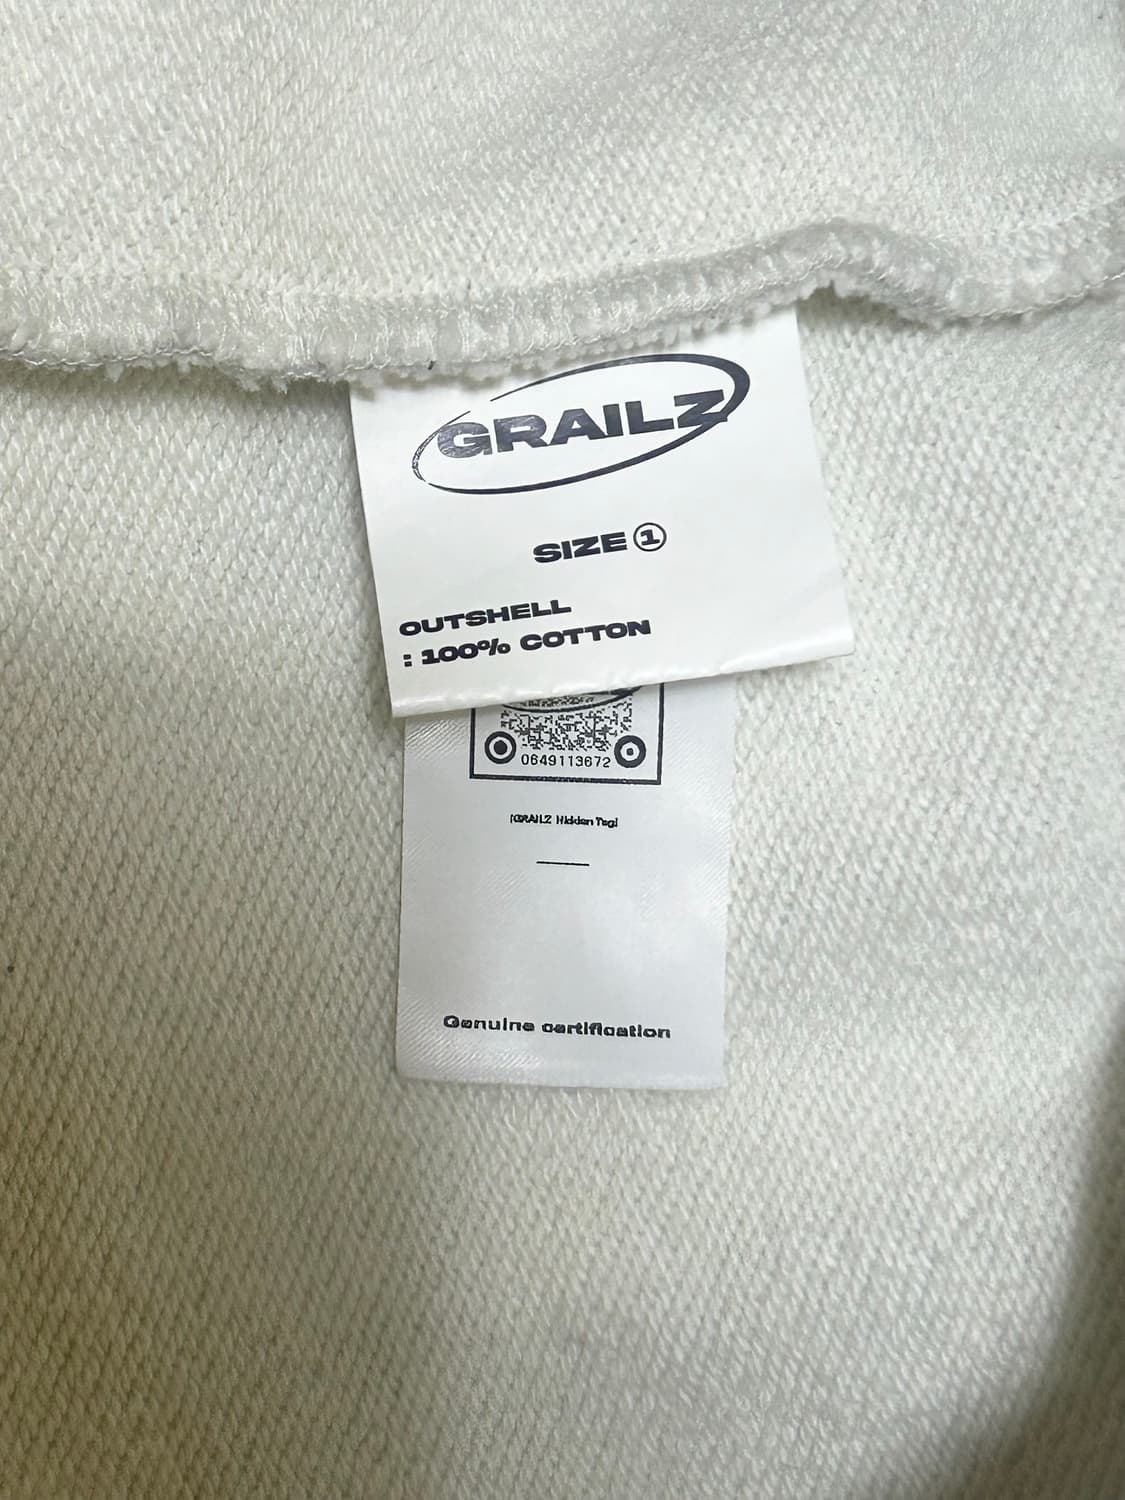 GRAILZ
SIZE ①
OUTSHELL
: 100% COTTON
0649113672
[GRAILZ Hidden Tag]
Genuine certification